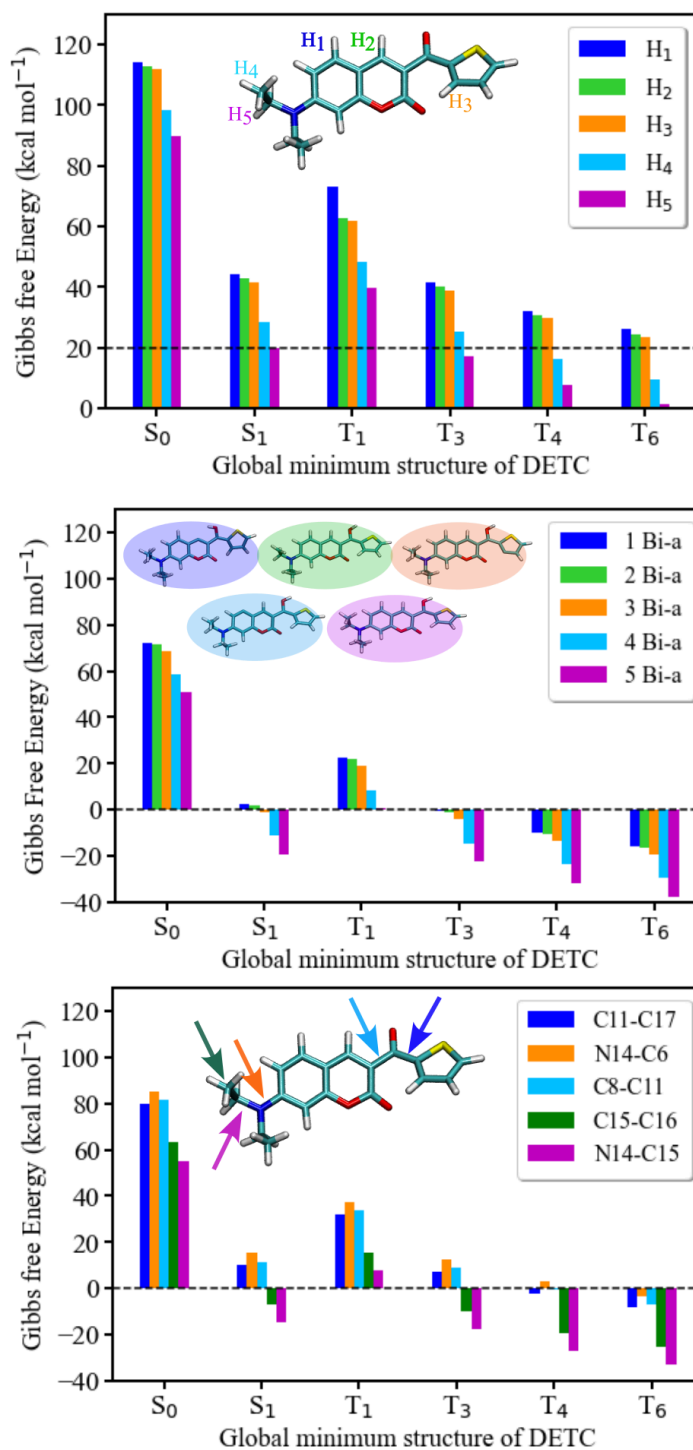 120
100
80
60
40
20
0
Gibbs free Energy (kcal mol⁻¹)
H₁
H₂
H₃
H₄
H₅
H₁
H₂
H₃
H₄
H₅
S₀ S₁ T₁ T₃ T₄ T₆
Global minimum structure of DETC
120
100
80
60
40
20
0
−20
−40
Gibbs Free Energy (kcal mol⁻¹)
1 Bi-a
2 Bi-a
3 Bi-a
4 Bi-a
5 Bi-a
S₀ S₁ T₁ T₃ T₄ T₆
Global minimum structure of DETC
120
100
80
60
40
20
0
−20
−40
Gibbs free Energy (kcal mol⁻¹)
C11-C17
N14-C6
C8-C11
C15-C16
N14-C15
S₀ S₁ T₁ T₃ T₄ T₆
Global minimum structure of DETC